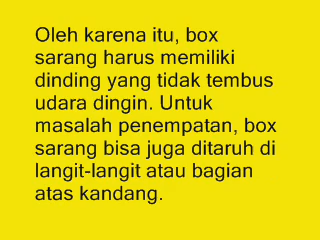 Oleh karena itu, box
sarang harus memiliki
dinding yang tidak tembus
udara dingin. Untuk
masalah penempatan, box
sarang bisa juga ditaruh di
langit-langit atau bagian
atas kandang.